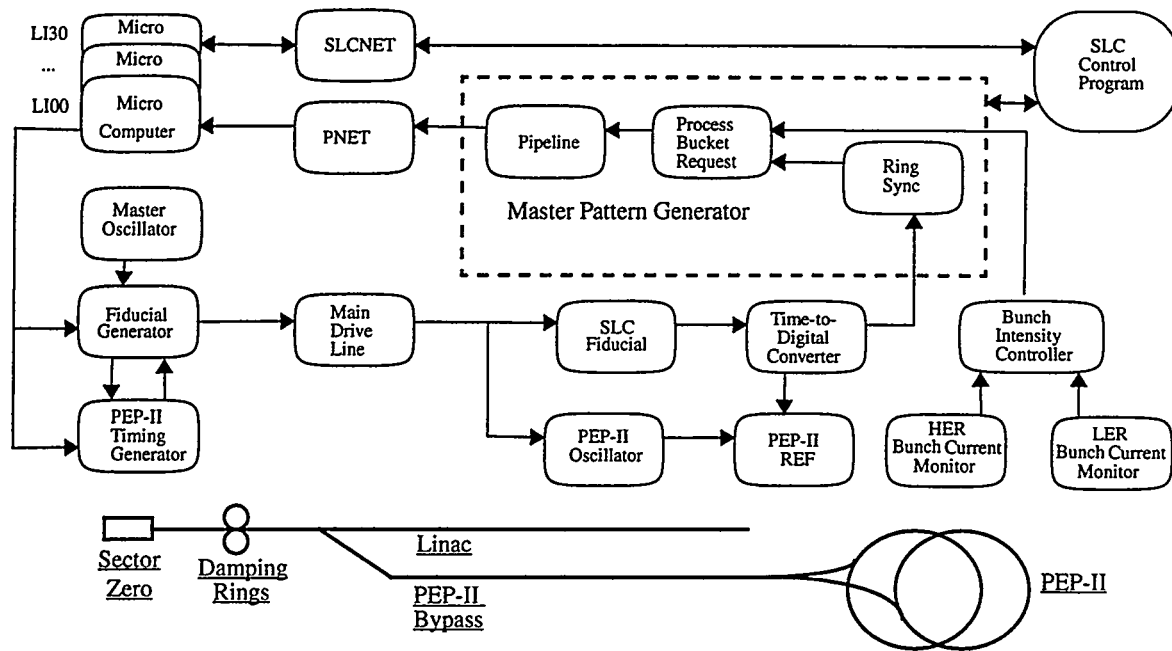 LI30
...
LI00
Micro
Micro
Micro
Computer
SLCNET
SLC
Control
Program
PNET
Pipeline
Process
Bucket
Request
Ring
Sync
Master Pattern Generator
Master
Oscillator
Fiducial
Generator
Main
Drive
Line
SLC
Fiducial
Time-to-
Digital
Converter
Bunch
Intensity
Controller
PEP-II
Timing
Generator
PEP-II
Oscillator
PEP-II
REF
HER
Bunch Current
Monitor
LER
Bunch Current
Monitor
Sector
Zero
Damping
Rings
Linac
PEP-II
Bypass
PEP-II